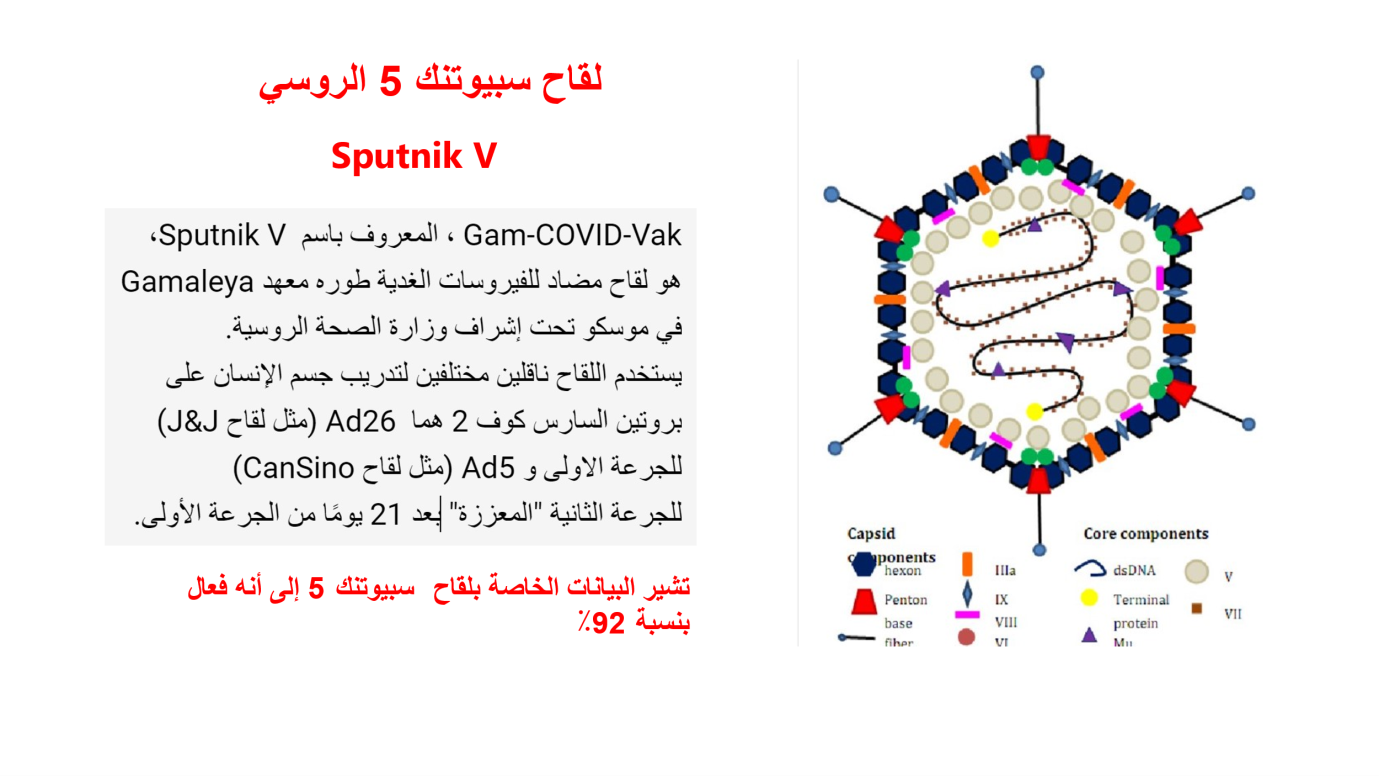 لقاح سبيوتنك 5 الروسي
Sputnik V
Gam-COVID-Vak ، المعروف باسم Sputnik V،
هو لقاح مضاد للفيروسات الغدية طوره معهد Gamaleya
في موسكو تحت إشراف وزارة الصحة الروسية.
يستخدم اللقاح ناقلين مختلفين لتدريب جسم الإنسان على
بروتين السارس كوف 2 هما Ad26 (مثل لقاح J&J)
للجرعة الاولى و Ad5 (مثل لقاح CanSino)
للجرعة الثانية "المعززة" بعد 21 يومًا من الجرعة الأولى.
تشير البيانات الخاصة بلقاح سبيوتنك 5 إلى أنه فعال
بنسبة 92٪
Capsid
components
hexon
Penton
base
fiber
IIIa
IX
VIII
VI
Core components
dsDNA
Terminal
protein
Mu
V
VII